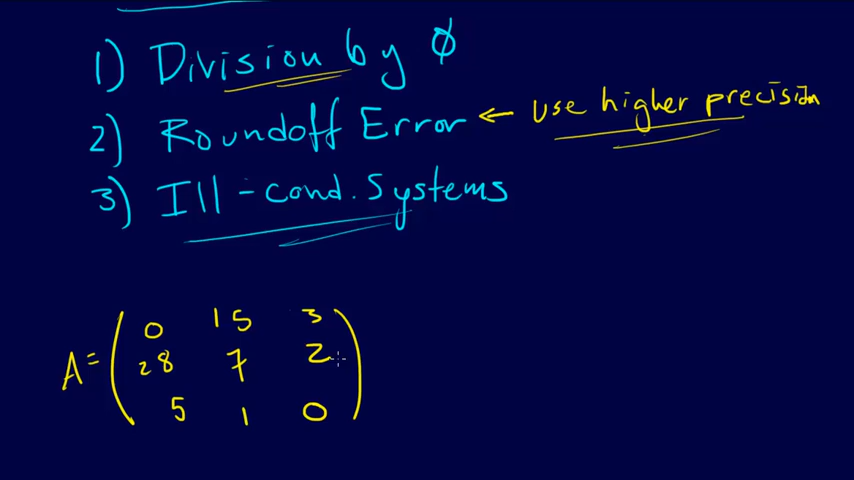 1) Division by 0
2) Roundoff Error ← use higher precision
3) Ill-cond. Systems
0 15 3
A= 28 7 2
5 1 0